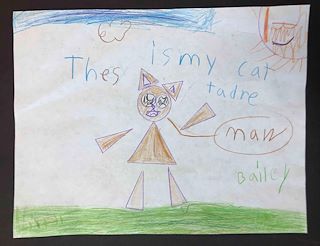 Thes is my cat
tadre
maw
Bailey